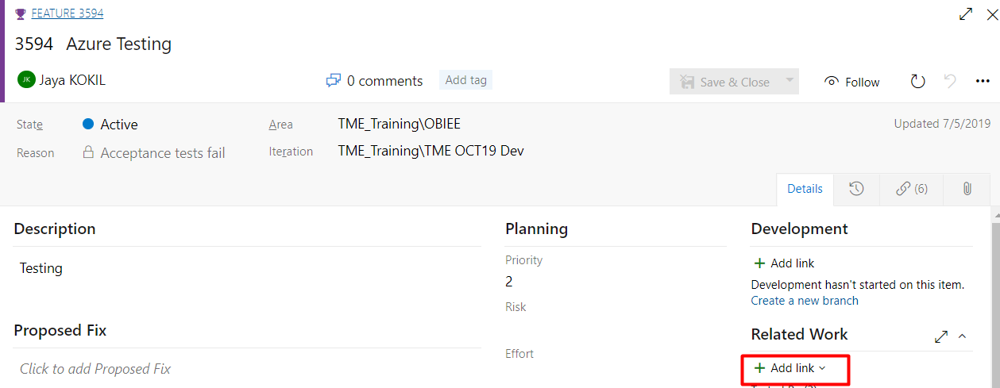 FEATURE 3594
3594 Azure Testing
JK Jaya KOKIL
0 comments
Add tag
Save & Close
Follow
State
Active
Area
TME_Training\OBIEE
Updated 7/5/2019
Reason
Acceptance tests fail
Iteration
TME_Training\TME OCT19 Dev
Details
(6)
Description
Testing
Proposed Fix
Click to add Proposed Fix
Planning
Priority
2
Risk
Effort
Development
Add link
Development hasn't started on this item.
Create a new branch
Related Work
Add link